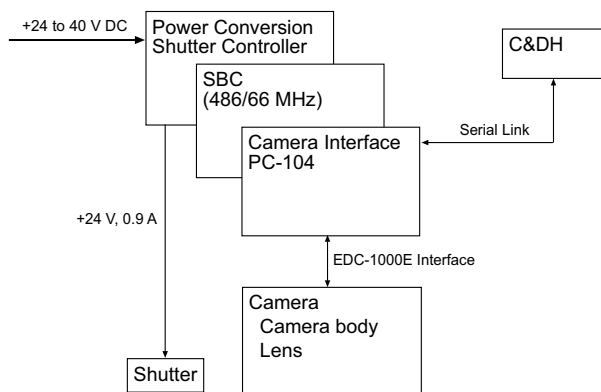 +24 to 40 V DC
Power Conversion
Shutter Controller
C&DH
SBC
(486/66 MHz)
Camera Interface
PC-104
Serial Link
+24 V, 0.9 A
EDC-1000E Interface
Camera
Camera body
Lens
Shutter